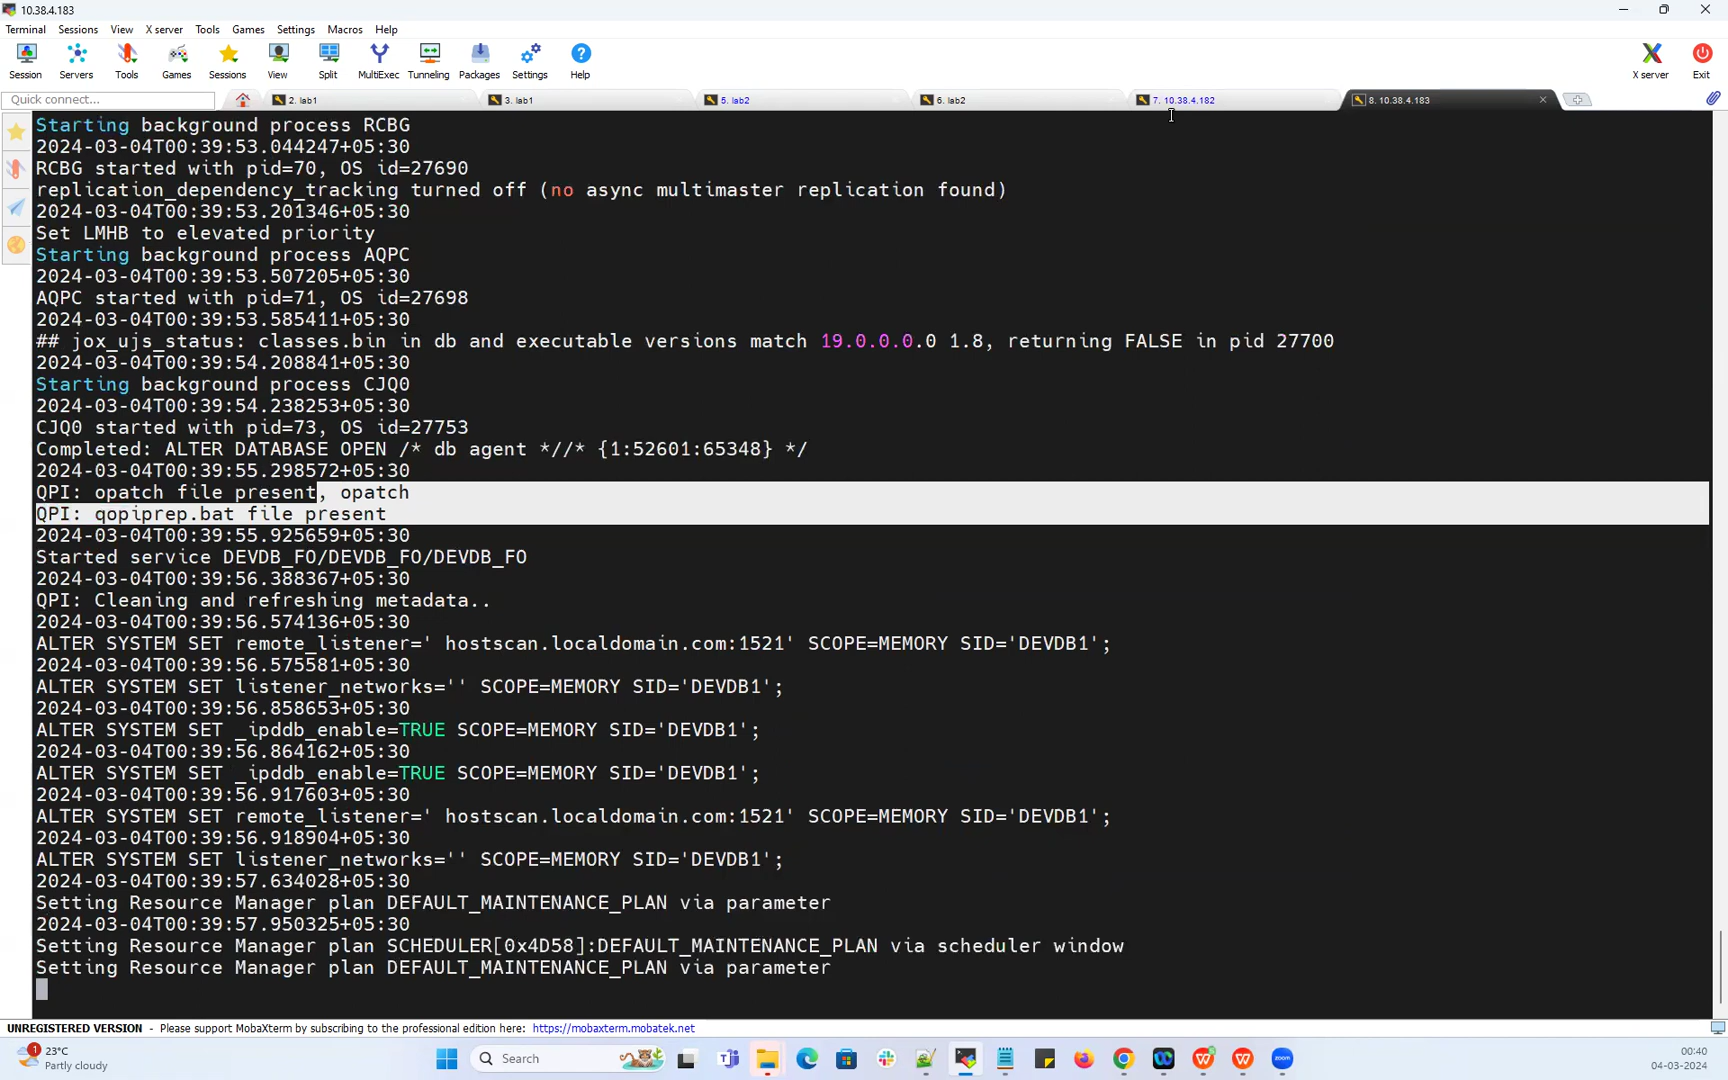 10.38.4.183
Terminal Sessions View X server Tools Games Settings Macros Help
Session Servers Tools Games Sessions View Split MultiExec Tunneling Packages Settings Help X server Exit
Quick connect... 2. lab1 3. lab1 5. lab2 6. lab2 7. 10.38.4.182 8. 10.38.4.183
Starting background process RCBG
2024-03-04T00:39:53.044247+05:30
RCBG started with pid=70, OS id=27690
replication_dependency_tracking turned off (no async multimaster replication found)
2024-03-04T00:39:53.201346+05:30
Set LMHB to elevated priority
Starting background process AQPC
2024-03-04T00:39:53.507205+05:30
AQPC started with pid=71, OS id=27698
2024-03-04T00:39:53.585411+05:30
## jox_ujs_status: classes.bin in db and executable versions match 19.0.0.0.0 1.8, returning FALSE in pid 27700
2024-03-04T00:39:54.208841+05:30
Starting background process CJQ0
2024-03-04T00:39:54.238253+05:30
CJQ0 started with pid=73, OS id=27753
Completed: ALTER DATABASE OPEN /* db agent *//* {1:52601:65348} */
2024-03-04T00:39:55.298572+05:30
QPI: opatch file present, opatch
QPI: qopiprep.bat file present
2024-03-04T00:39:55.925659+05:30
Started service DEVDB_FO/DEVDB_FO/DEVDB_FO
2024-03-04T00:39:56.388367+05:30
QPI: Cleaning and refreshing metadata..
2024-03-04T00:39:56.574136+05:30
ALTER SYSTEM SET remote_listener=' hostscan.localdomain.com:1521' SCOPE=MEMORY SID='DEVDB1';
2024-03-04T00:39:56.575581+05:30
ALTER SYSTEM SET listener_networks='' SCOPE=MEMORY SID='DEVDB1';
2024-03-04T00:39:56.858653+05:30
ALTER SYSTEM SET _ipddb_enable=TRUE SCOPE=MEMORY SID='DEVDB1';
2024-03-04T00:39:56.864162+05:30
ALTER SYSTEM SET _ipddb_enable=TRUE SCOPE=MEMORY SID='DEVDB1';
2024-03-04T00:39:56.917603+05:30
ALTER SYSTEM SET remote_listener=' hostscan.localdomain.com:1521' SCOPE=MEMORY SID='DEVDB1';
2024-03-04T00:39:56.918904+05:30
ALTER SYSTEM SET listener_networks='' SCOPE=MEMORY SID='DEVDB1';
2024-03-04T00:39:57.634028+05:30
Setting Resource Manager plan DEFAULT_MAINTENANCE_PLAN via parameter
2024-03-04T00:39:57.950325+05:30
Setting Resource Manager plan SCHEDULER[0x4D58]:DEFAULT_MAINTENANCE_PLAN via scheduler window
Setting Resource Manager plan DEFAULT_MAINTENANCE_PLAN via parameter
UNREGISTERED VERSION - Please support MobaXterm by subscribing to the professional edition here: https://mobaxterm.mobatek.net
1 23°C
Partly cloudy
Search
zoom
00:40
04-03-2024